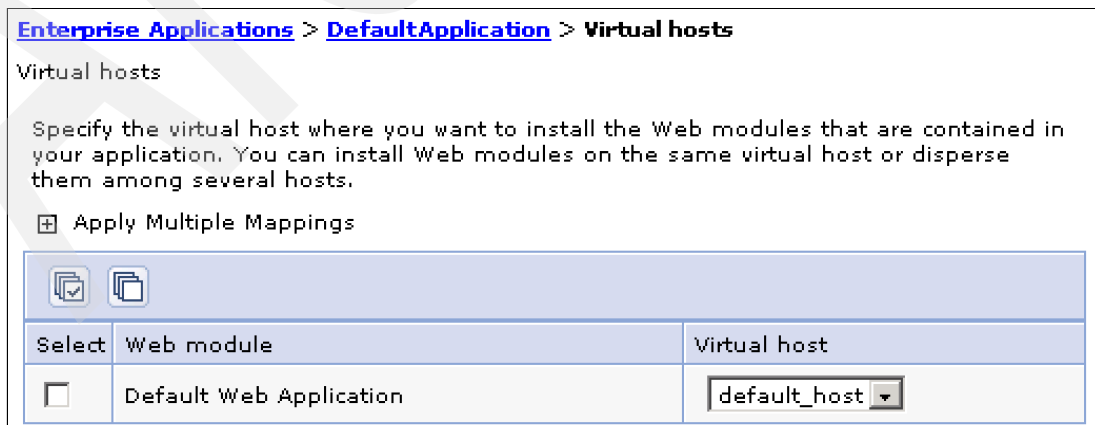 Enterprise Applications > DefaultApplication > Virtual hosts
Virtual hosts
Specify the virtual host where you want to install the Web modules that are contained in
your application. You can install Web modules on the same virtual host or disperse
them among several hosts.
Apply Multiple Mappings
Select Web module Virtual host
Default Web Application default_host